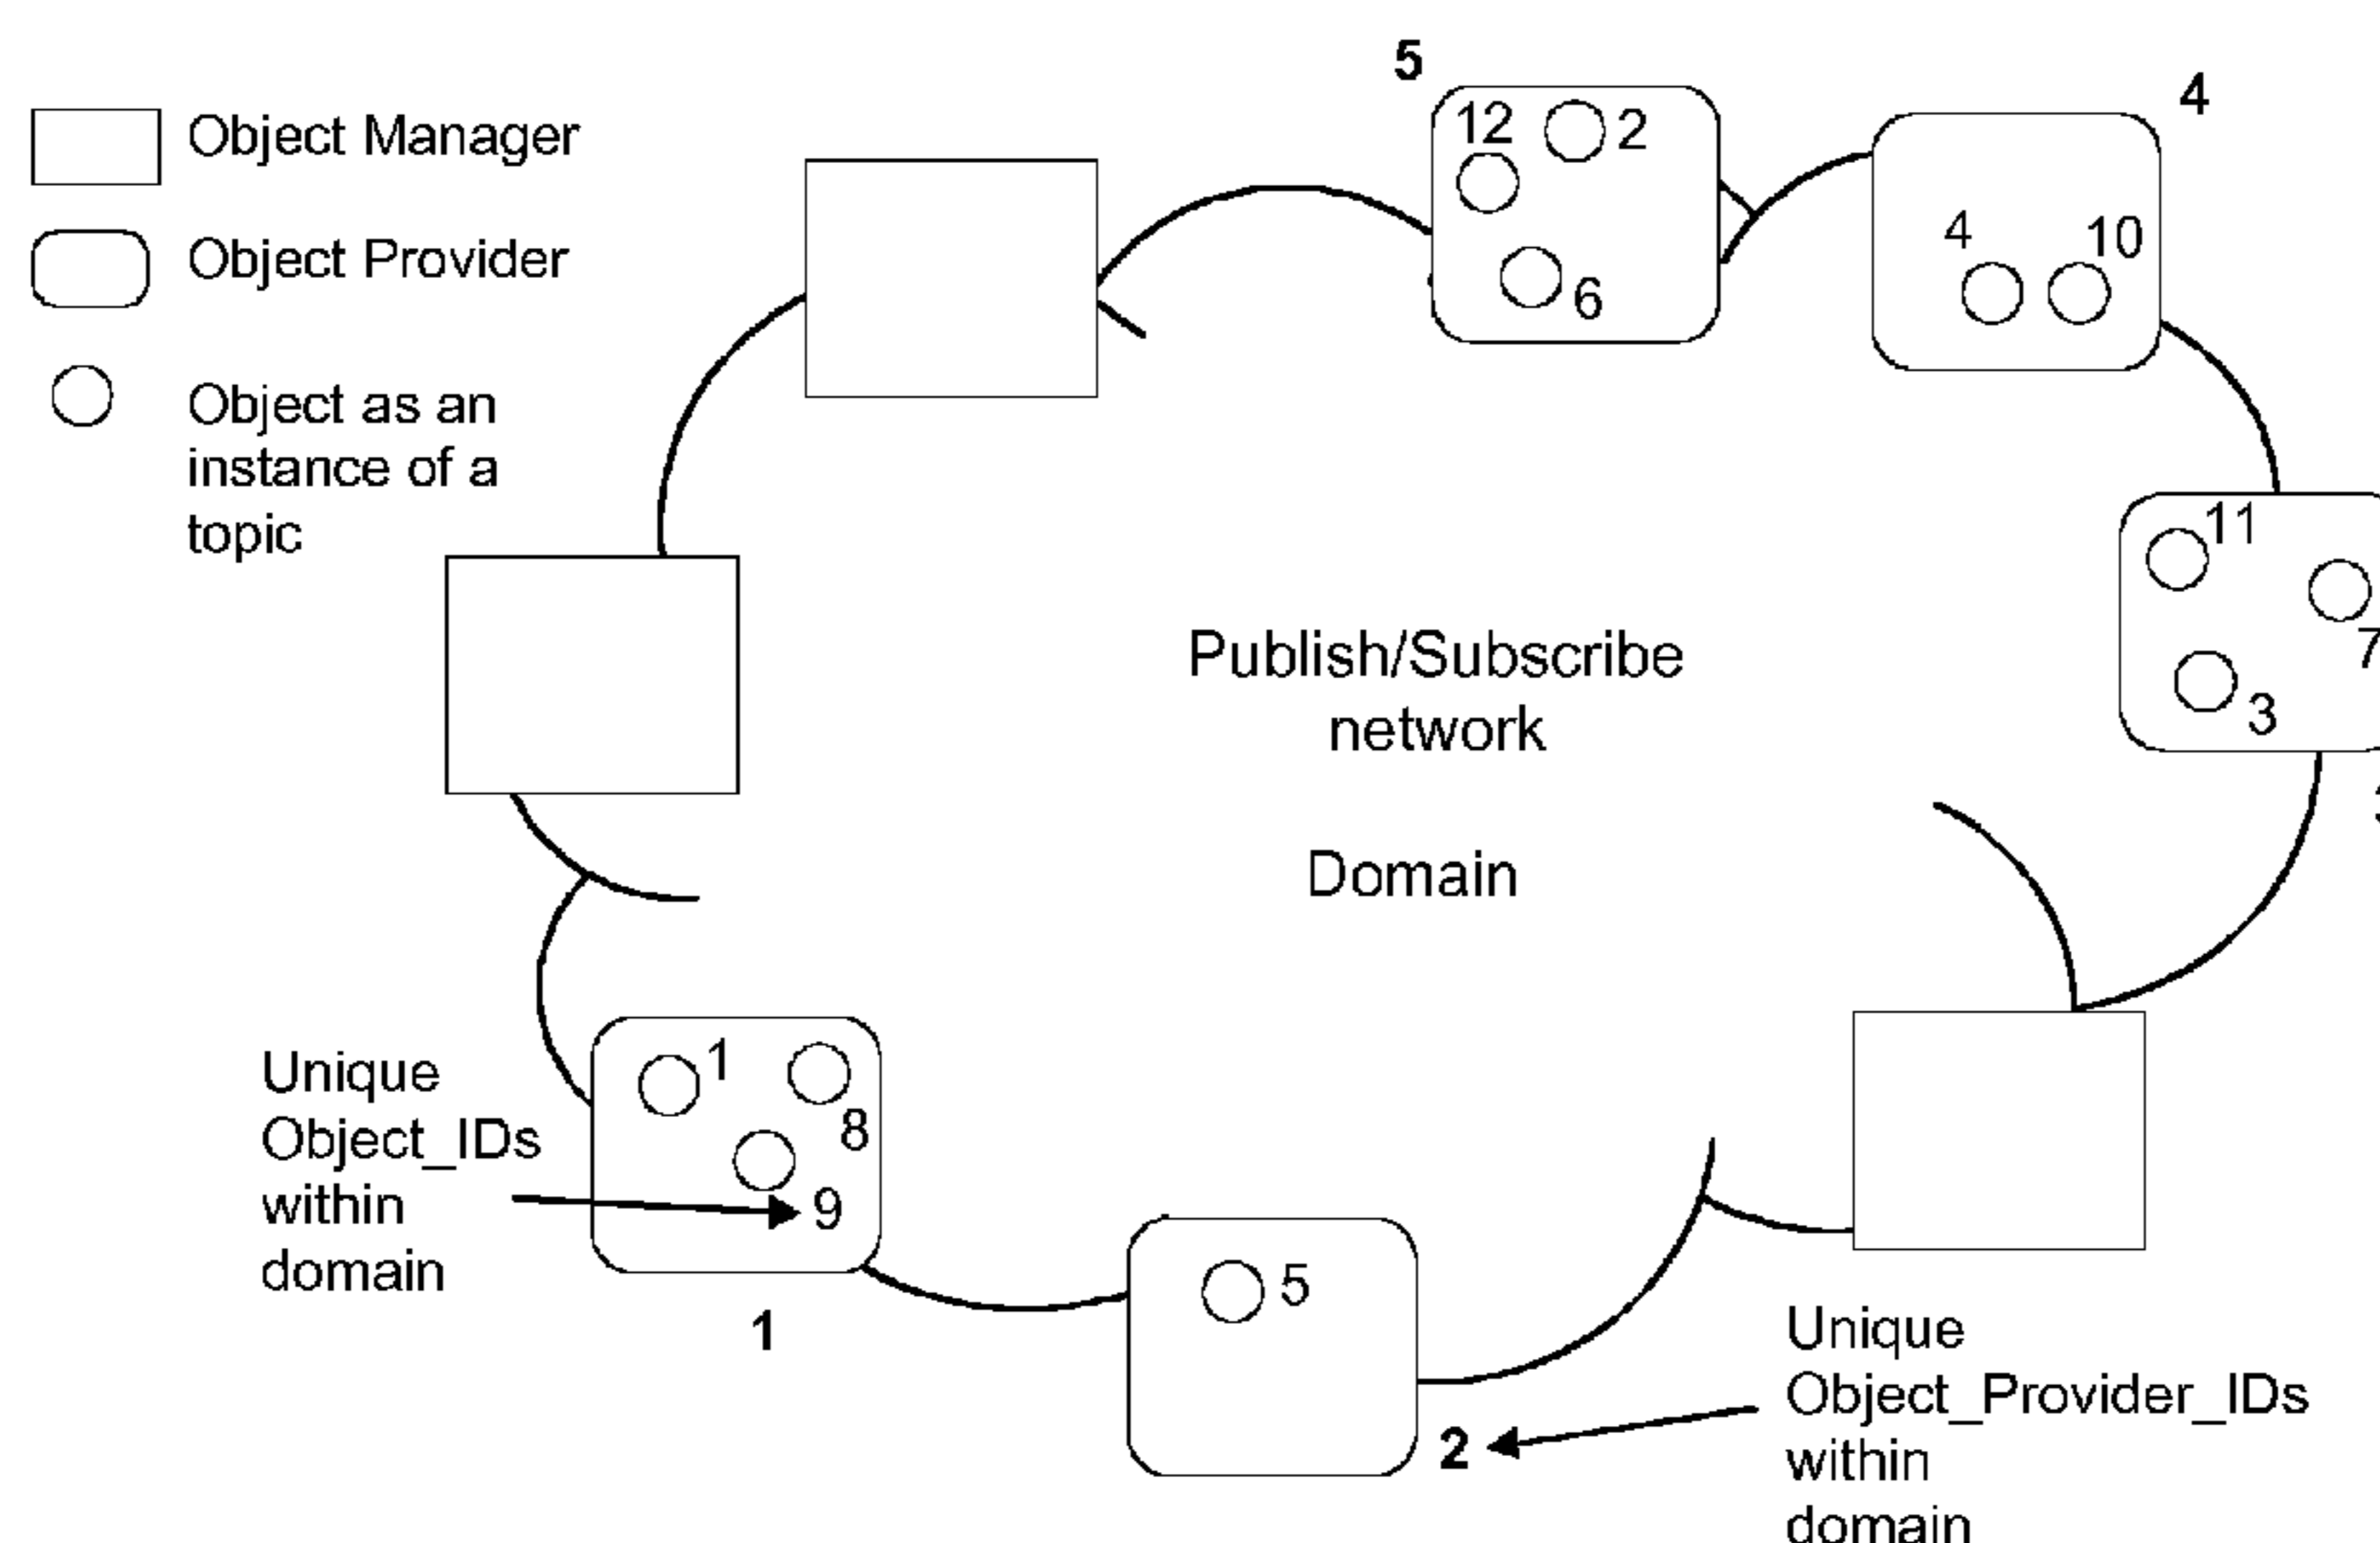 Object Manager
Object Provider
Object as an
instance of a
topic
5
12
2
6
4
4
10
11
7
3
Publish/Subscribe
network
Domain
Unique
Object_IDs
within
domain
1
8
9
1
5
2
Unique
Object_Provider_IDs
within
domain